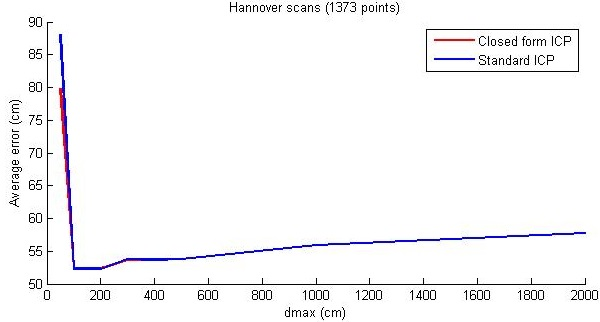 Hannover scans (1373 points)
Closed form ICP
Standard ICP
Average error (cm)
90
85
80
75
70
65
60
55
50
0 200 400 600 800 1000 1200 1400 1600 1800 2000
dmax (cm)